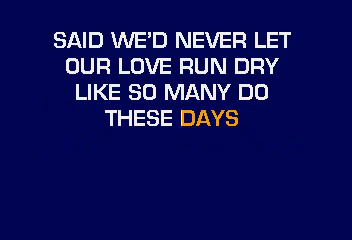 SAID WE'D NEVER LET
OUR LOVE RUN DRY
LIKE SO MANY DO
THESE DAYS